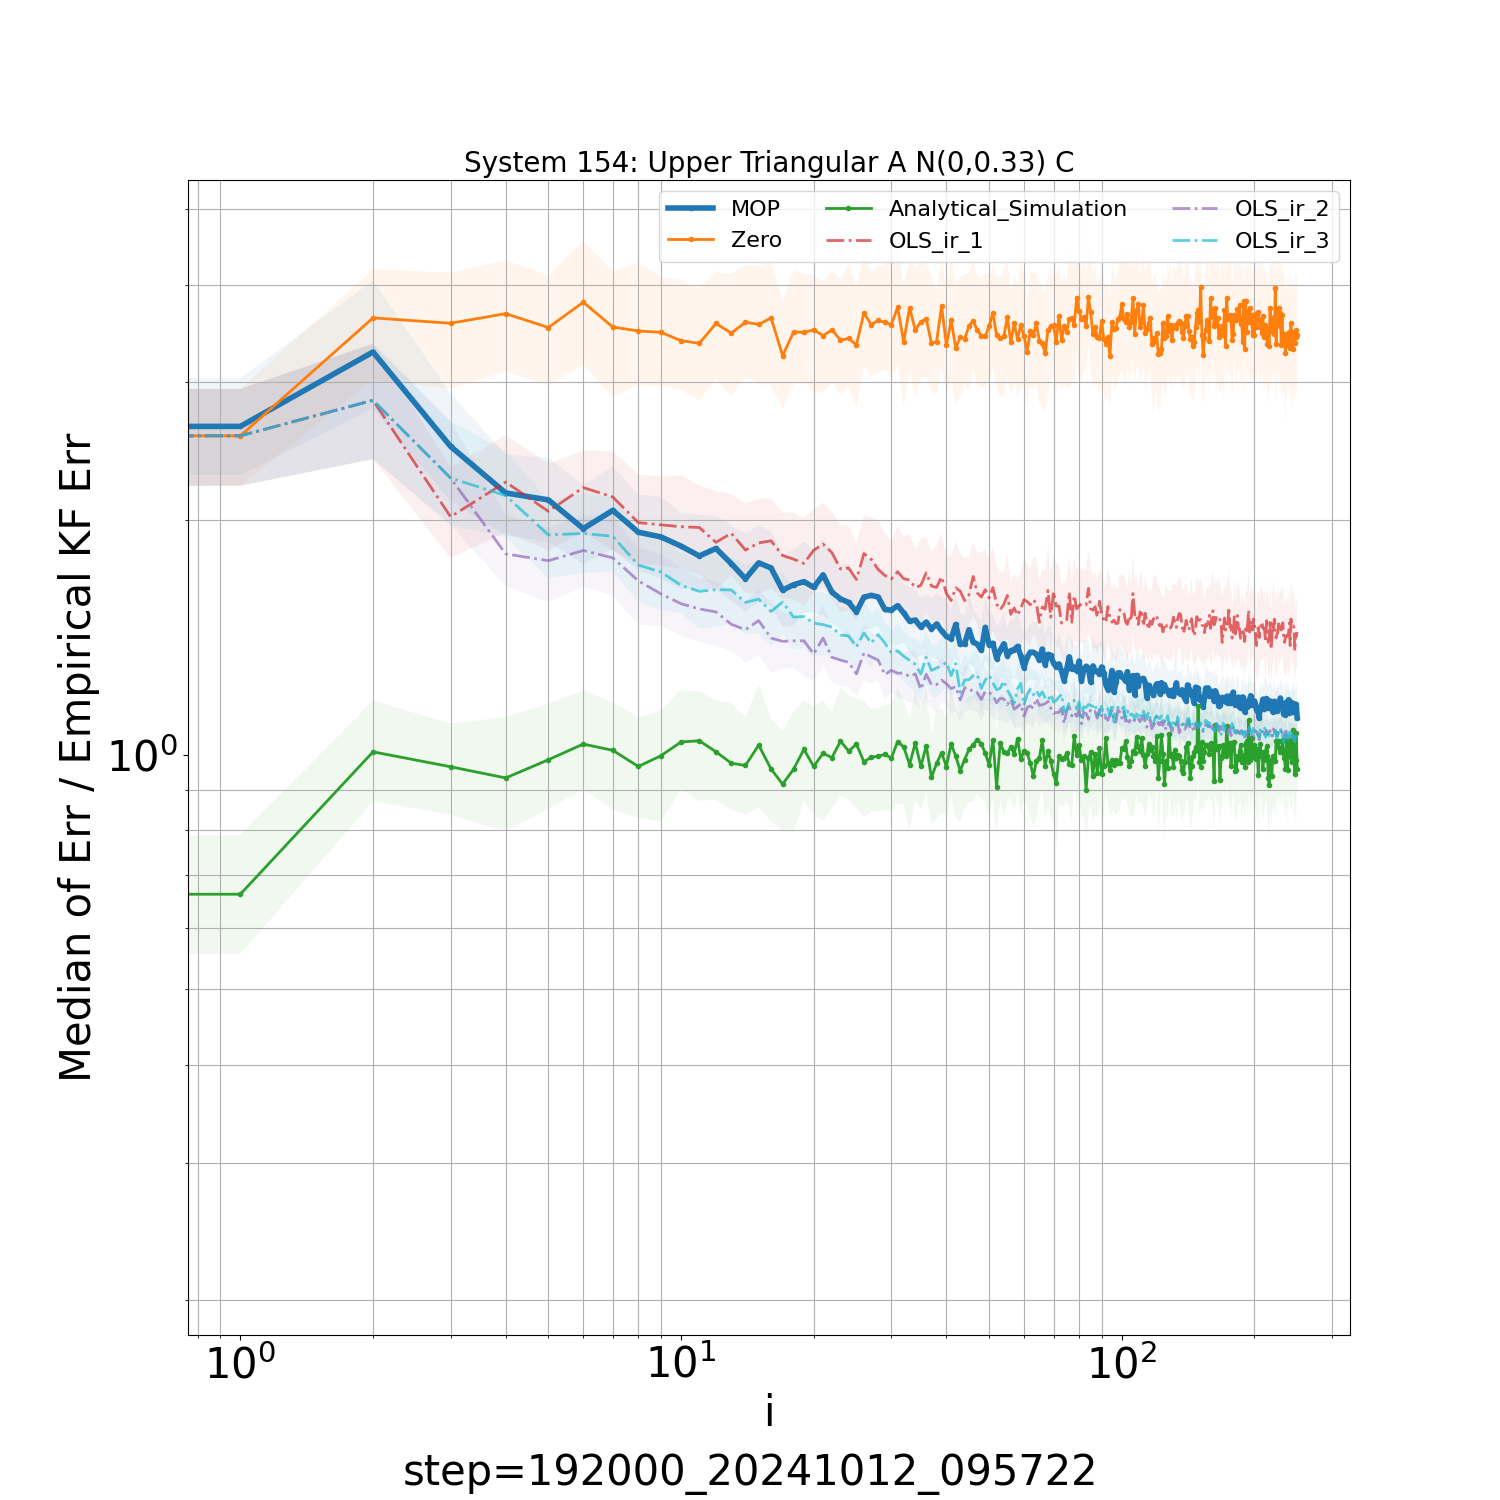 System 154: Upper Triangular A N(0,0.33) C
MOP
Zero
Analytical_Simulation
OLS_ir_1
OLS_ir_2
OLS_ir_3
Median of Err / Empirical KF Err
10⁰
10⁰ 10¹ 10²
i
step=192000_20241012_095722